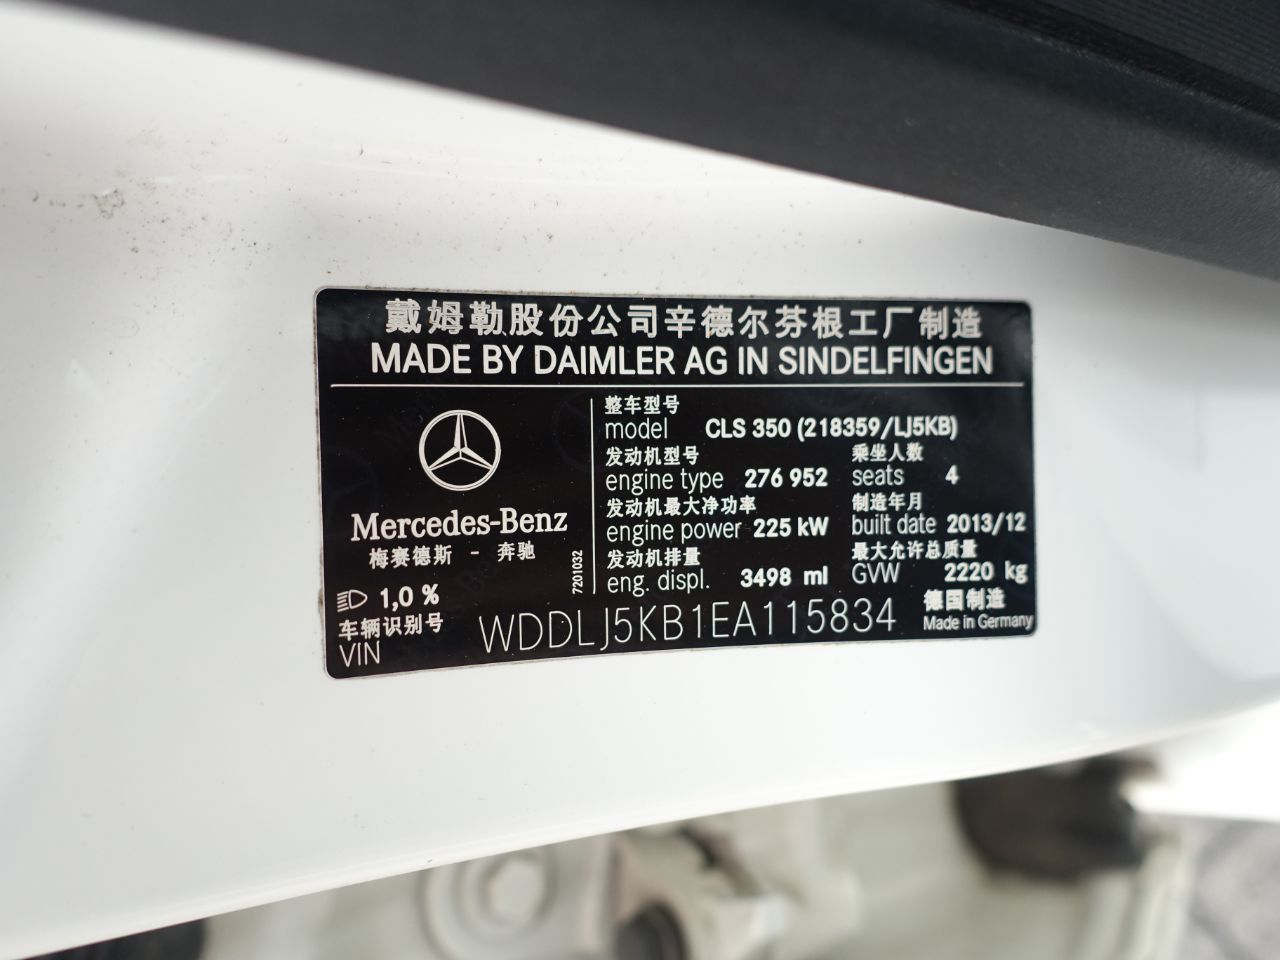 戴姆勒股份公司辛德尔芬根工厂制造
MADE BY DAIMLER AG IN SINDELFINGEN
Mercedes-Benz
梅赛德斯 - 奔驰
1,0 %
7201032
整车型号
model CLS 350 (218359/LJ5KB)
发动机型号 乘坐人数
engine type 276 952 seats 4
发动机最大净功率 制造年月
engine power 225 kW built date 2013/12
发动机排量 最大允许总质量
eng. displ. 3498 ml GVW 2220 kg
车辆识别号 德国制造
VIN WDDLJ5KB1EA115834 Made in Germany